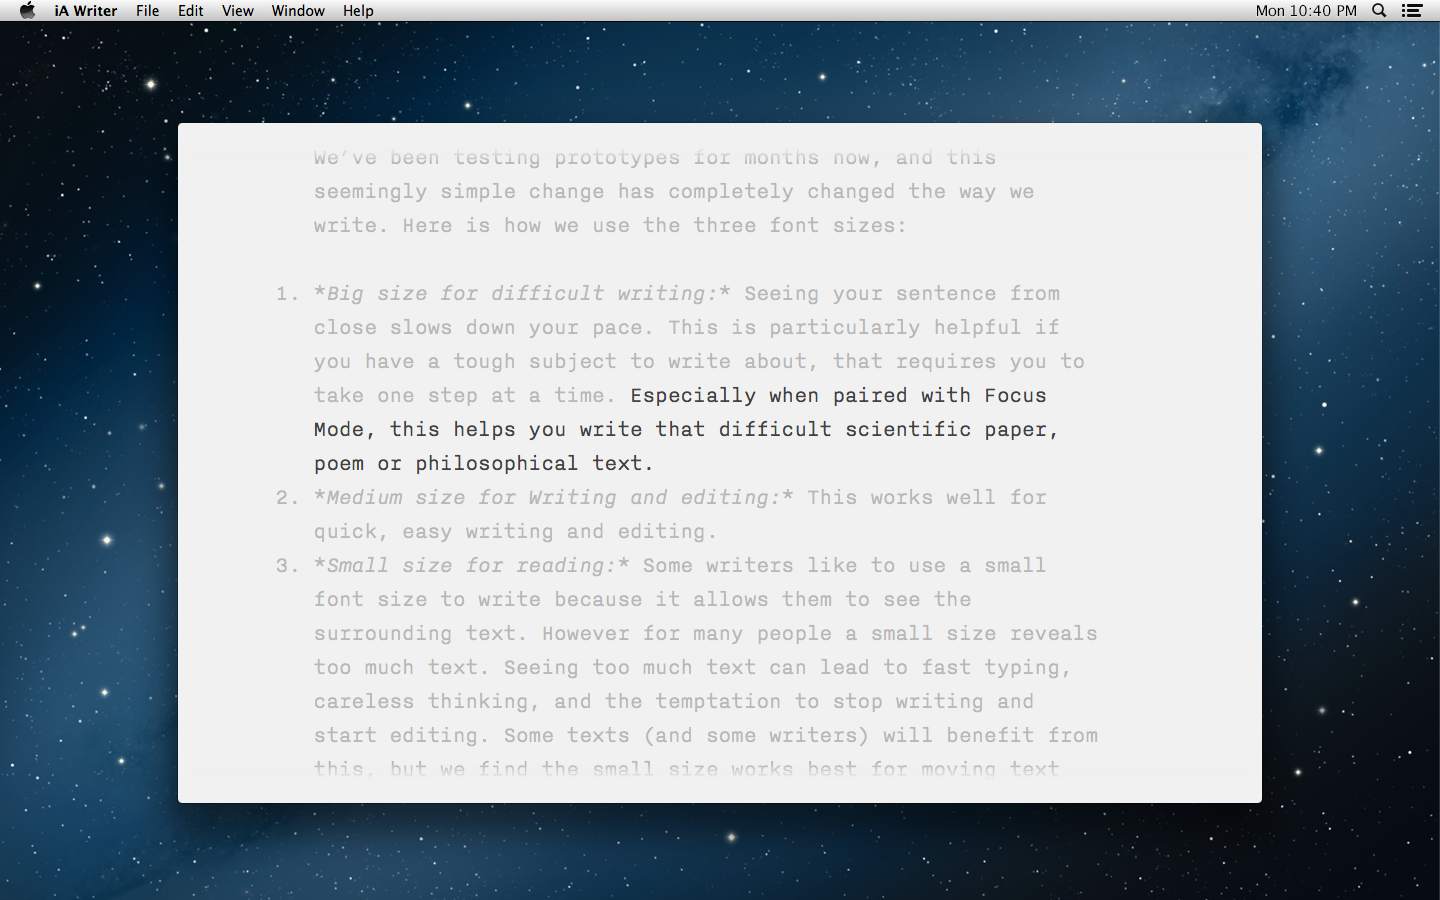 iA Writer File Edit View Window Help Mon 10:40 PM
We’ve been testing prototypes for months now, and this
seemingly simple change has completely changed the way we
write. Here is how we use the three font sizes:
1. *Big size for difficult writing:* Seeing your sentence from
close slows down your pace. This is particularly helpful if
you have a tough subject to write about, that requires you to
take one step at a time. Especially when paired with Focus
Mode, this helps you write that difficult scientific paper,
poem or philosophical text.
2. *Medium size for Writing and editing:* This works well for
quick, easy writing and editing.
3. *Small size for reading:* Some writers like to use a small
font size to write because it allows them to see the
surrounding text. However for many people a small size reveals
too much text. Seeing too much text can lead to fast typing,
careless thinking, and the temptation to stop writing and
start editing. Some texts (and some writers) will benefit from
this, but we find the small size works best for moving text